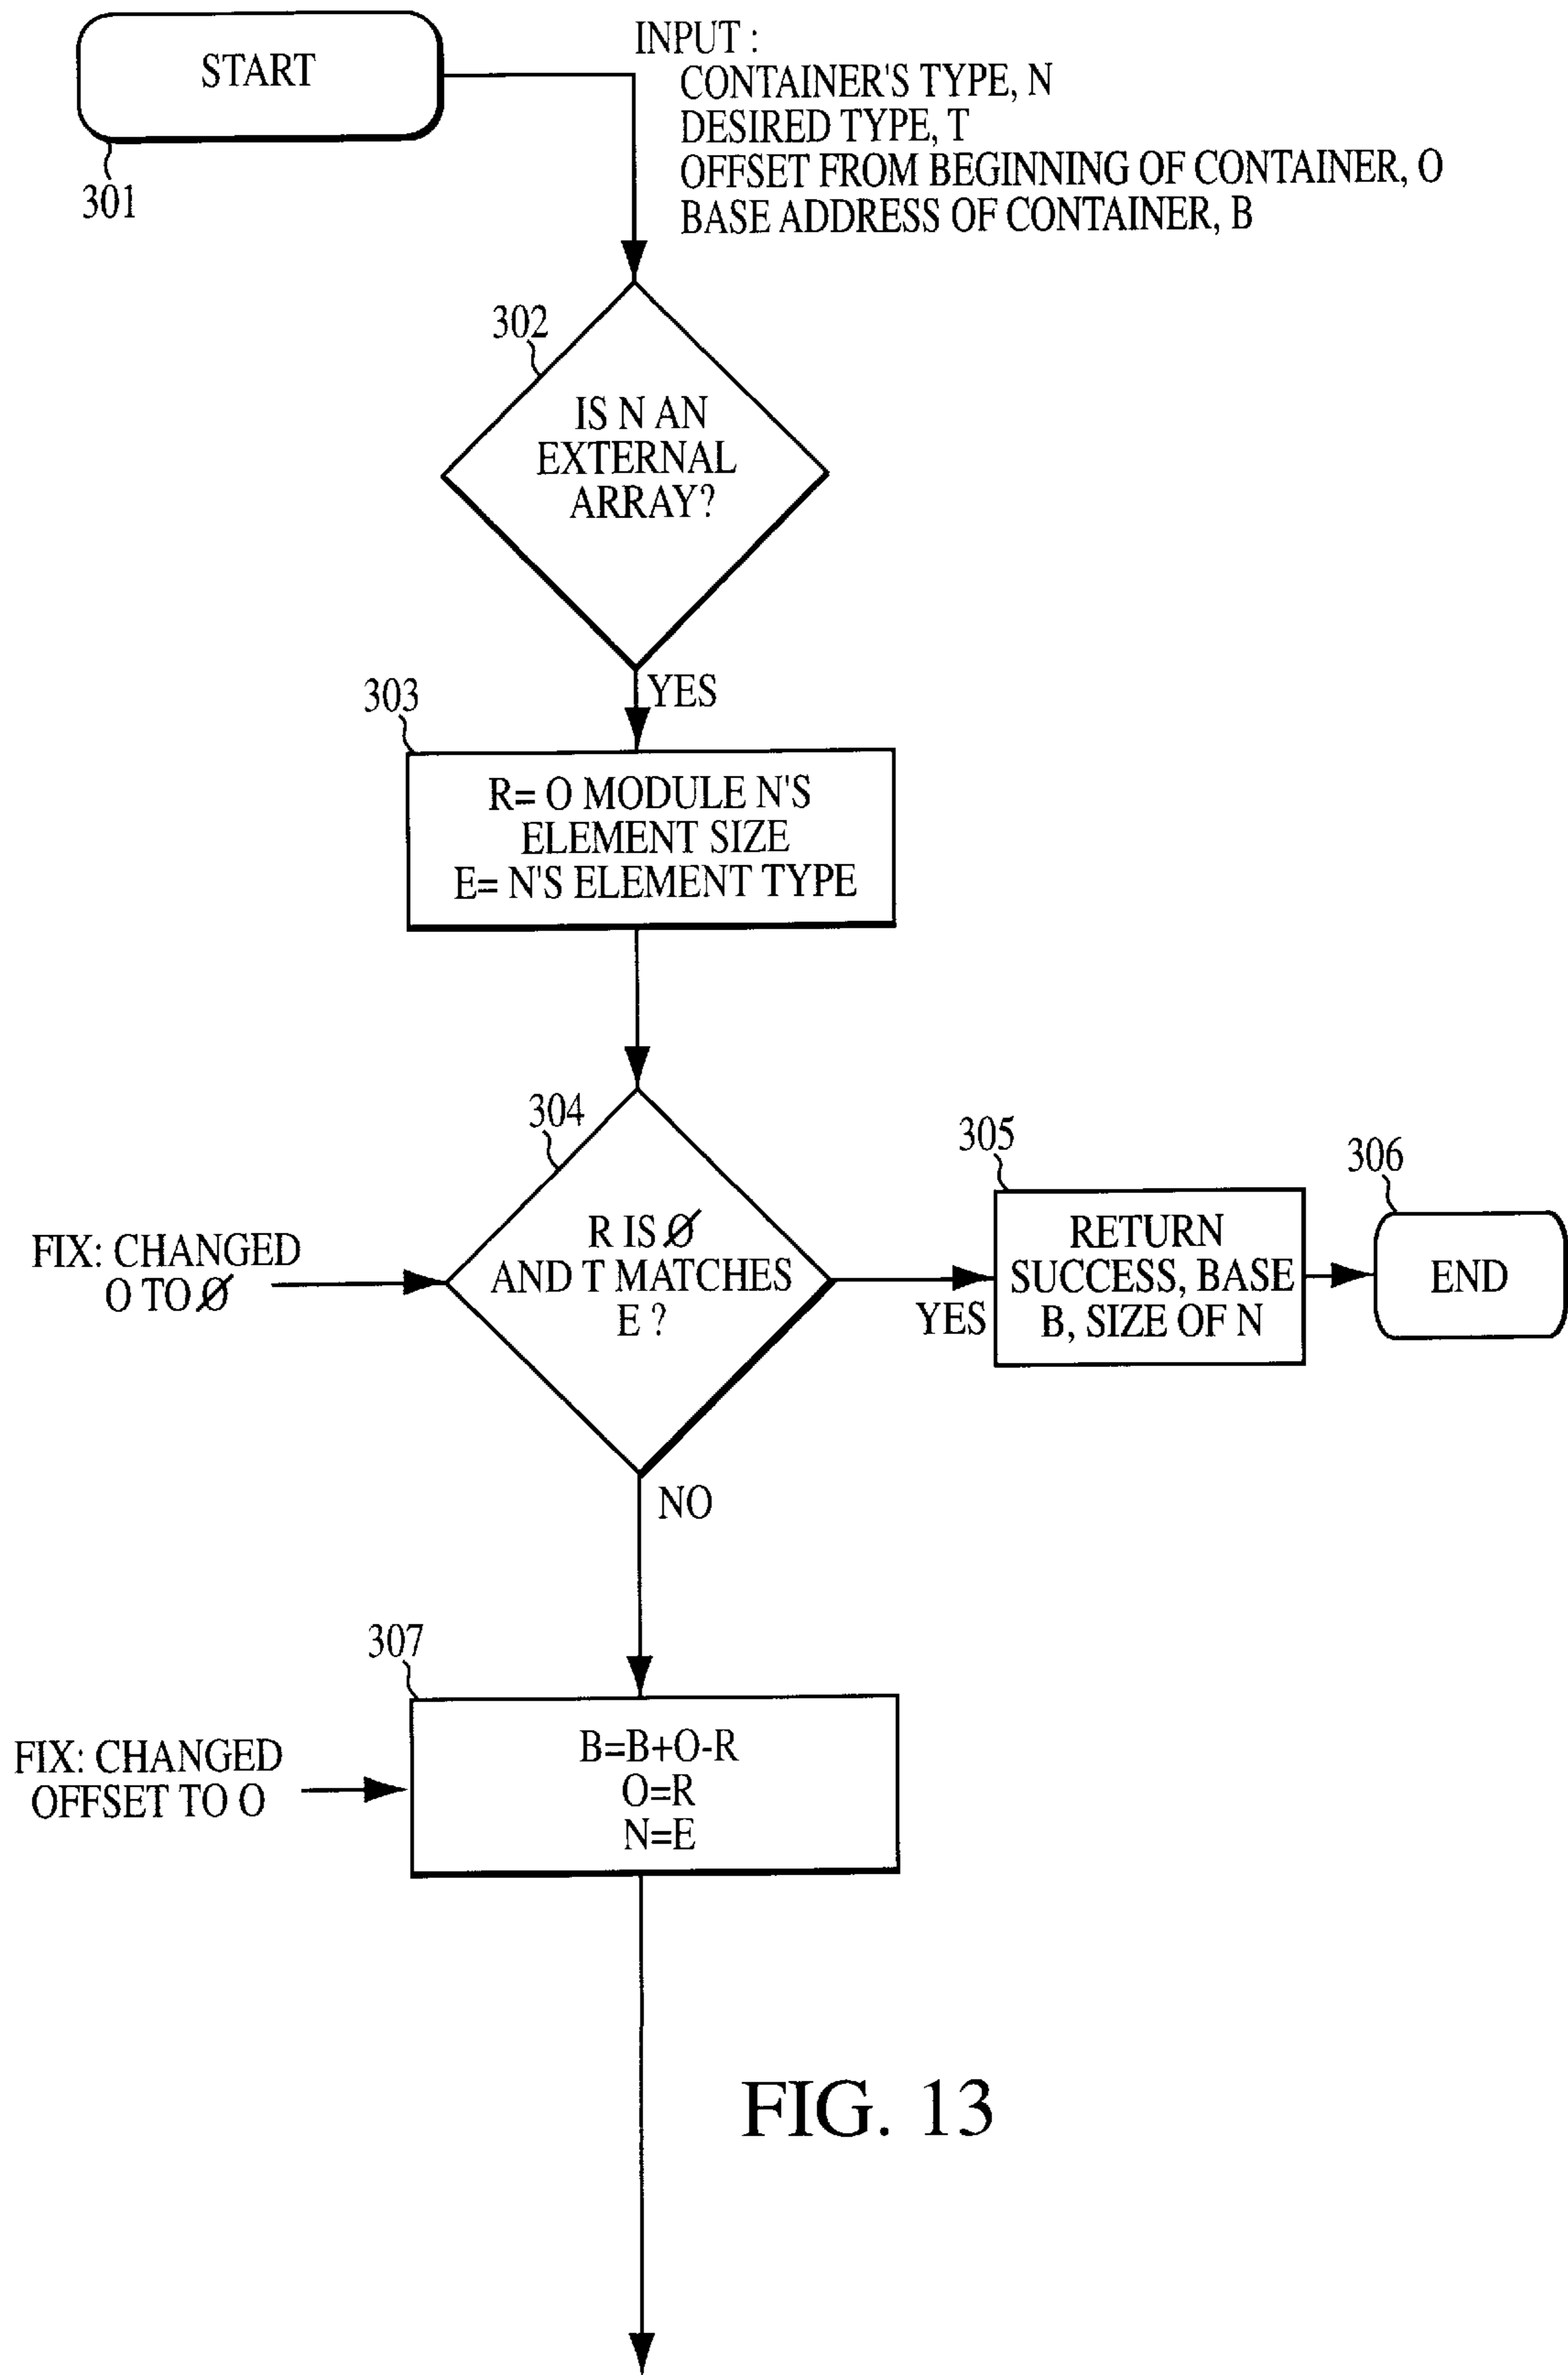 START
301
INPUT :
CONTAINER'S TYPE, N
DESIRED TYPE, T
OFFSET FROM BEGINNING OF CONTAINER, O
BASE ADDRESS OF CONTAINER, B
302
IS N AN
EXTERNAL
ARRAY?
YES
303
R= O MODULE N'S
ELEMENT SIZE
E= N'S ELEMENT TYPE
304
R IS Ø
AND T MATCHES
E ?
FIX: CHANGED
O TO Ø
YES
305
RETURN
SUCCESS, BASE
B, SIZE OF N
306
END
NO
307
B=B+O-R
O=R
N=E
FIX: CHANGED
OFFSET TO O
FIG. 13